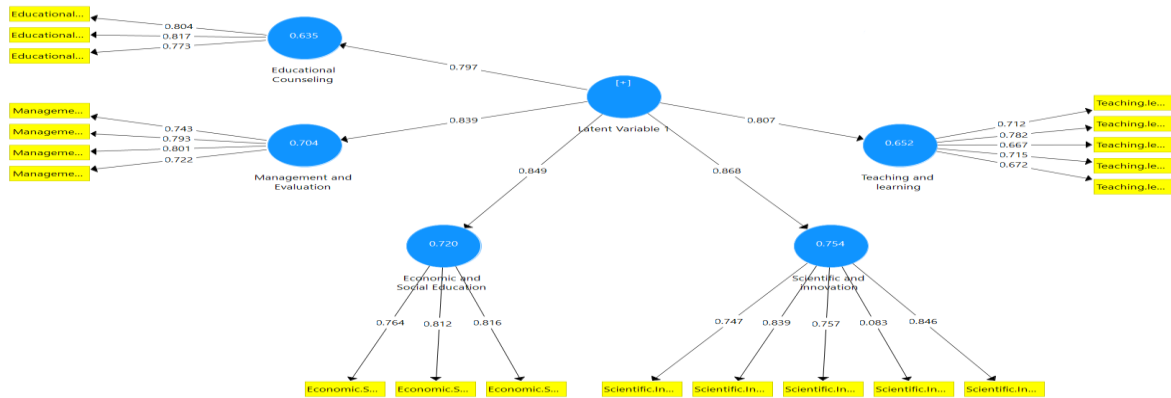 Educational...
Educational...
Educational...
0.804
0.817
0.773
0.635
Educational
Counseling
0.797
[+]
Latent Variable 1
Manageme...
Manageme...
Manageme...
Manageme...
0.743
0.793
0.801
0.722
0.704
Management and
Evaluation
0.839
0.807
0.652
Teaching and
learning
0.712
0.782
0.667
0.715
0.672
Teaching.le...
Teaching.le...
Teaching.le...
Teaching.le...
Teaching.le...
0.849
0.868
0.720
Economic and
Social Education
0.754
Scientific and
Innovation
0.764
0.812
0.816
0.747
0.839
0.757
0.083
0.846
Economic.S...
Economic.S...
Economic.S...
Scientific.In...
Scientific.In...
Scientific.In...
Scientific.In...
Scientific.In...